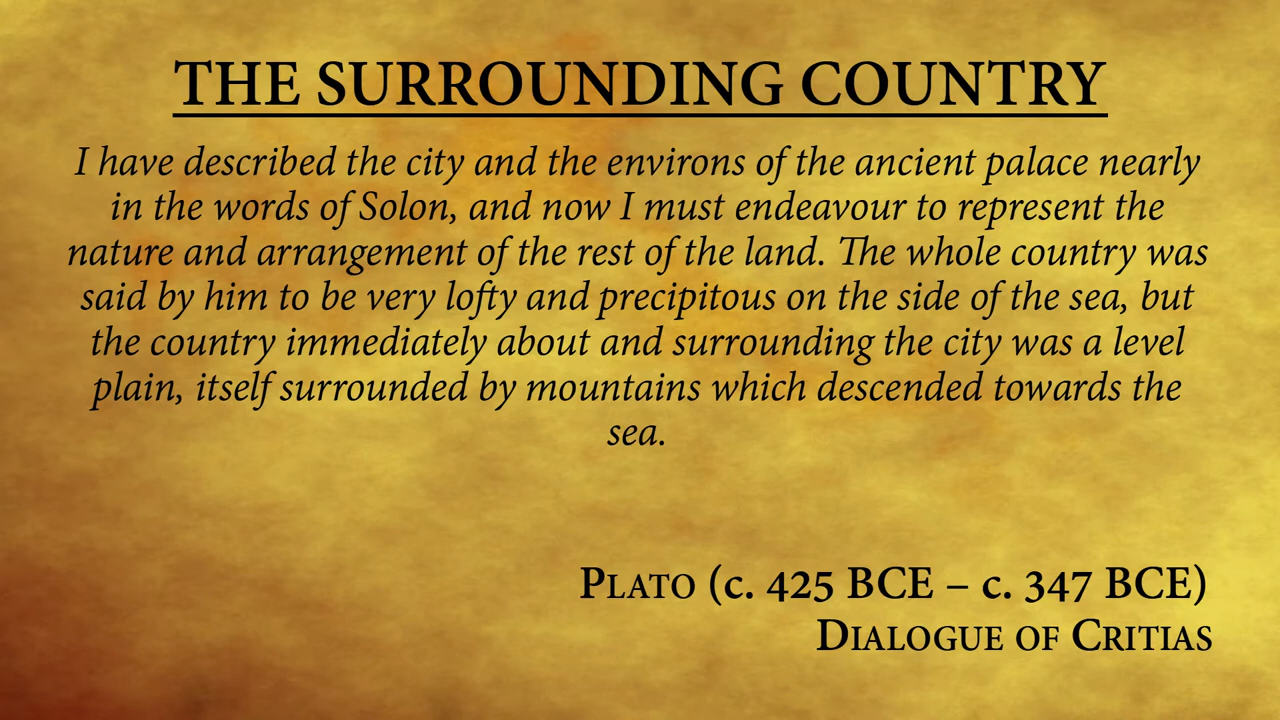 THE SURROUNDING COUNTRY
I have described the city and the environs of the ancient palace nearly
in the words of Solon, and now I must endeavour to represent the
nature and arrangement of the rest of the land. The whole country was
said by him to be very lofty and precipitous on the side of the sea, but
the country immediately about and surrounding the city was a level
plain, itself surrounded by mountains which descended towards the
sea.
Plato (c. 425 BCE – c. 347 BCE)
Dialogue of Critias